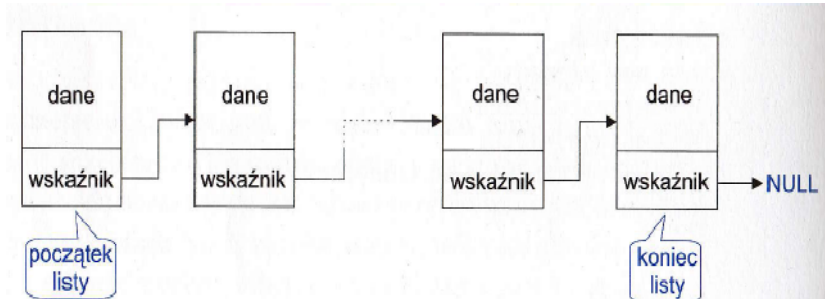 dane
dane
dane
dane
wskaźnik
wskaźnik
wskaźnik
wskaźnik
NULL
początek
listy
koniec
listy